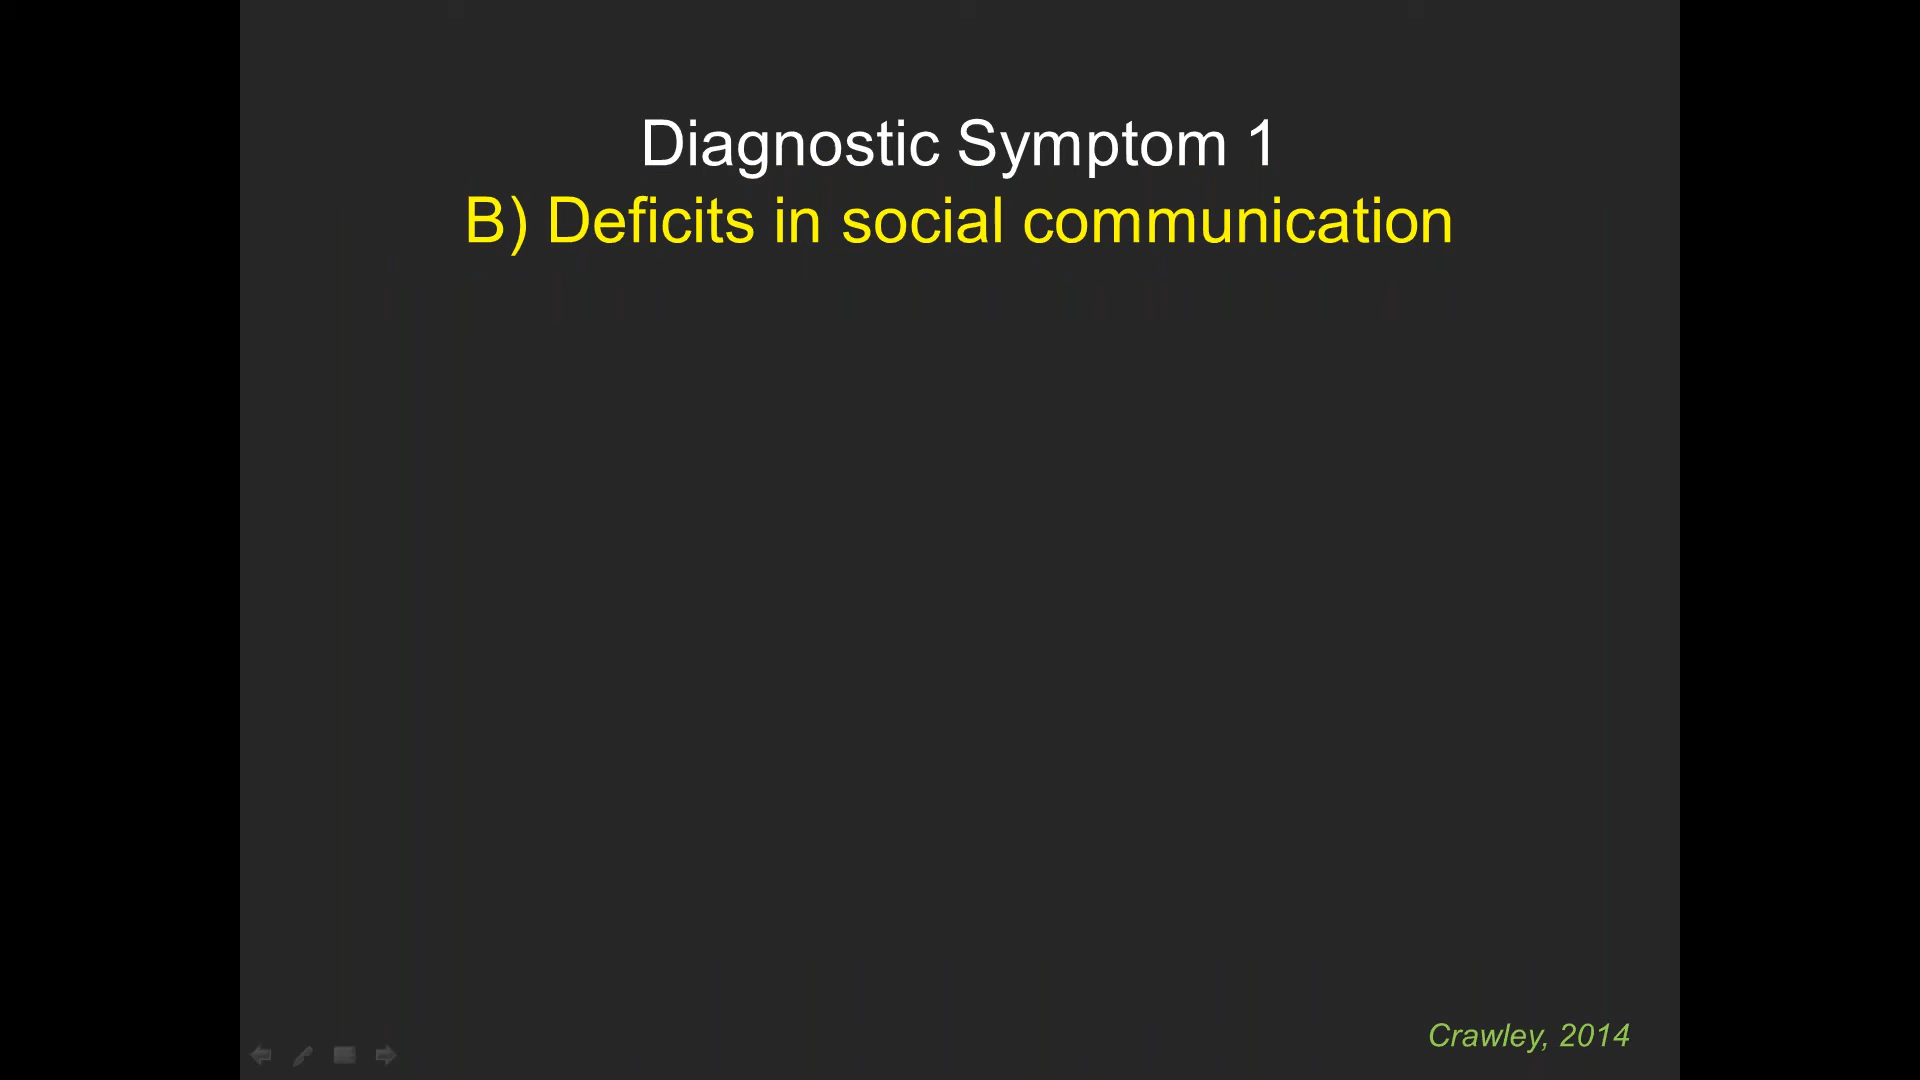 Diagnostic Symptom 1
B) Deficits in social communication
Crawley, 2014